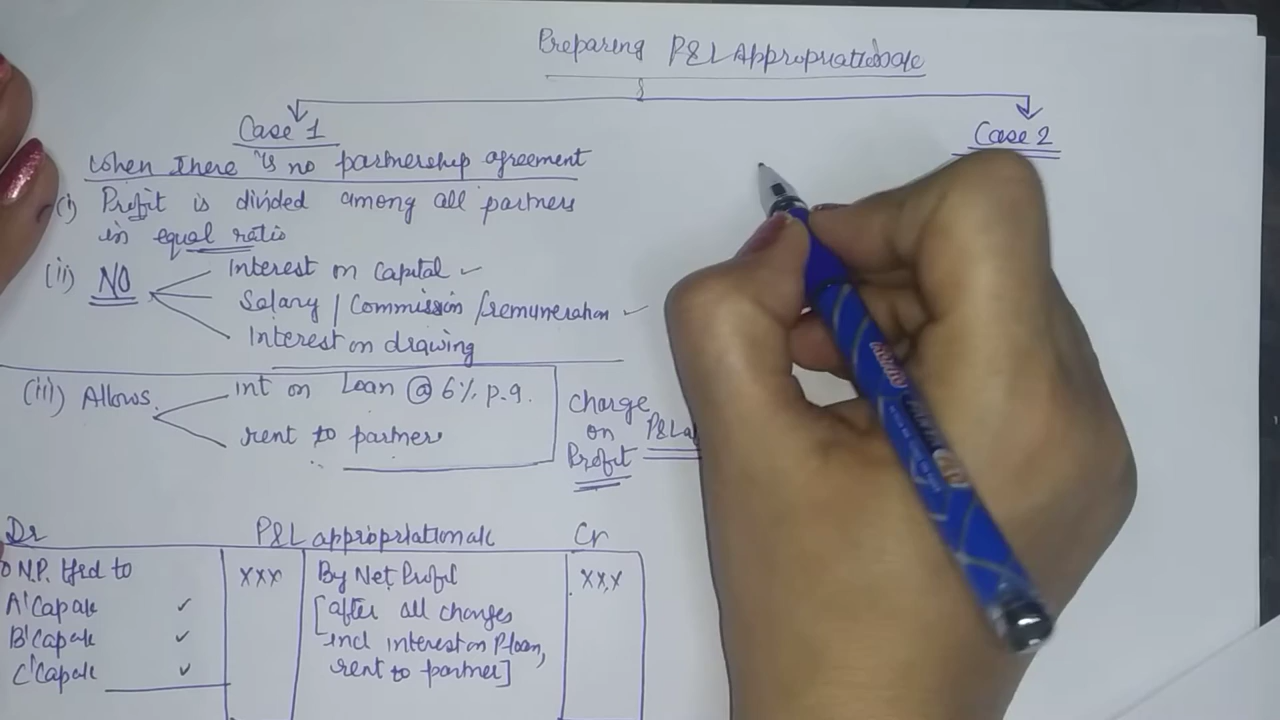 Preparing P&L Appropriation a/c
Case 1
When there is no partnership agreement
(i) Profit is divided among all partners
in equal ratio
(ii) NO
Interest on capital ✓
Salary / Commission / remuneration ✓
Interest on drawing
(iii) Allows
int on Loan @ 6% p.a.
rent to partner
Charge
on
Profit
P&L a
Dr P&L appropriation a/c Cr
o N.P. tfed to xxx
A' Cap a/c ✓
B' Cap a/c ✓
C' Cap a/c ✓
By Net Profit xxx
[after all charges
incl interest on P loan,
rent to partner]
Case 2